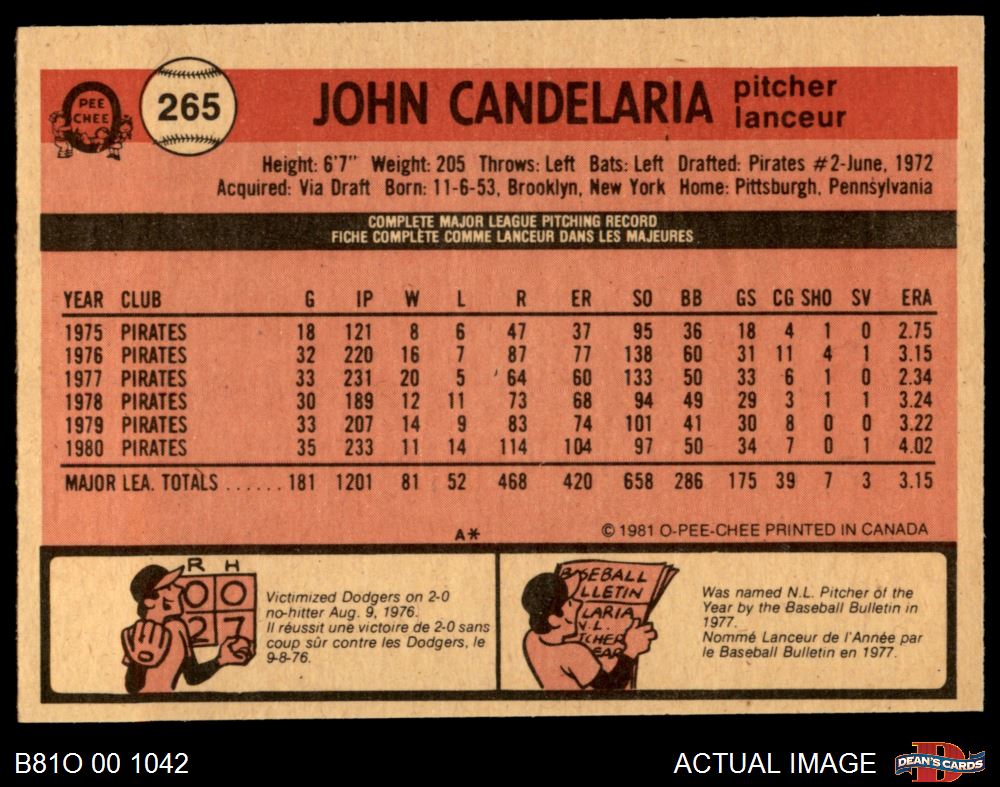 PEE
CHEE
265
JOHN CANDELARIA
pitcher
lanceur
Height: 6'7" Weight: 205 Throws: Left Bats: Left Drafted: Pirates #2-June, 1972
Acquired: Via Draft Born: 11-6-53, Brooklyn, New York Home: Pittsburgh, Pennsylvania
COMPLETE MAJOR LEAGUE PITCHING RECORD
FICHE COMPLÈTE COMME LANCEUR DANS LES MAJEURES
YEAR CLUB G IP W L R ER SO BB GS CG SHO SV ERA
1975 PIRATES 18 121 8 6 47 37 95 36 18 4 1 0 2.75
1976 PIRATES 32 220 16 7 87 77 138 60 31 11 4 1 3.15
1977 PIRATES 33 231 20 5 64 60 133 50 33 6 1 0 2.34
1978 PIRATES 30 189 12 11 73 68 94 49 29 3 1 1 3.24
1979 PIRATES 33 207 14 9 83 74 101 41 30 8 0 0 3.22
1980 PIRATES 35 233 11 14 114 104 97 50 34 7 0 1 4.02
MAJOR LEA. TOTALS ...... 181 1201 81 52 468 420 658 286 175 39 7 3 3.15
A* © 1981 O-PEE-CHEE PRINTED IN CANADA
R H
0 0
2 7
Victimized Dodgers on 2-0
no-hitter Aug. 9, 1976.
Il réussit une victoire de 2-0 sans
coup sûr contre les Dodgers, le
9-8-76.
BASEBALL
LLETIN
LARIA
N.L.
TCHER
EAR
Was named N.L. Pitcher of the
Year by the Baseball Bulletin in
1977.
Nommé Lanceur de l'Année par
le Baseball Bulletin en 1977.
B81O 00 1042
ACTUAL IMAGE
DEAN'S CARDS